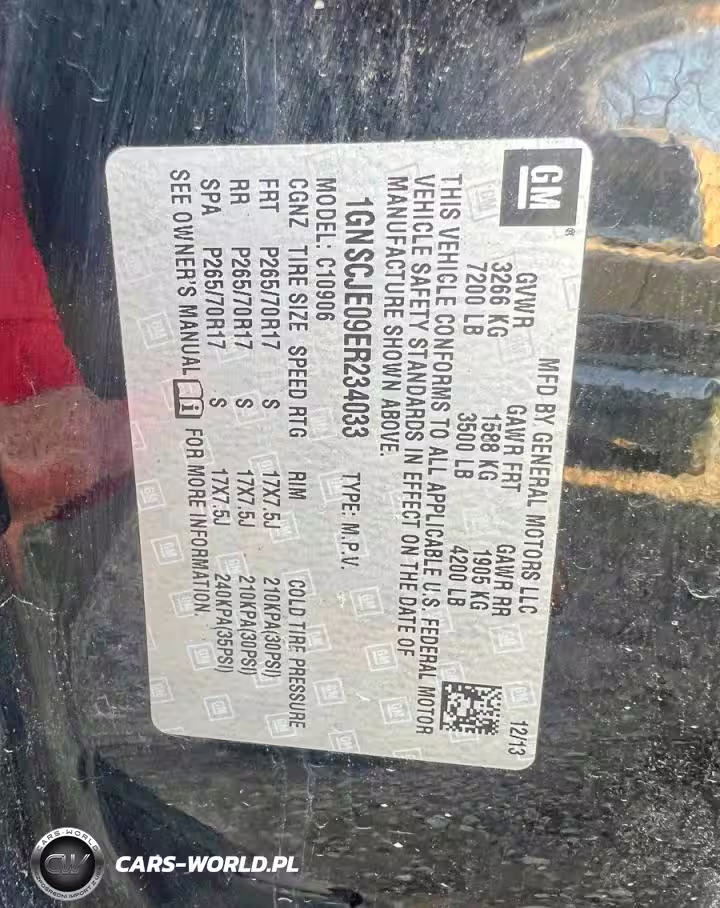 GM
®
MFD BY GENERAL MOTORS LLC 12/13
GVWR GAWR FRT GAWR RR
3266 KG 1588 KG 1905 KG
7200 LB 3500 LB 4200 LB
THIS VEHICLE CONFORMS TO ALL APPLICABLE U.S. FEDERAL MOTOR
VEHICLE SAFETY STANDARDS IN EFFECT ON THE DATE OF
MANUFACTURE SHOWN ABOVE.
1GNSCJE09ER234033 TYPE: M.P.V.
MODEL: C10906
CGNZ TIRE SIZE SPEED RTG RIM COLD TIRE PRESSURE
FRT P265/70R17 S 17X7.5J 210KPA(30PSI)
RR P265/70R17 S 17X7.5J 210KPA(30PSI)
SPA P265/70R17 S 17X7.5J 240KPA(35PSI)
SEE OWNER'S MANUAL FOR MORE INFORMATION.
CARS-WORLD
CW
CARS-WORLD.PL